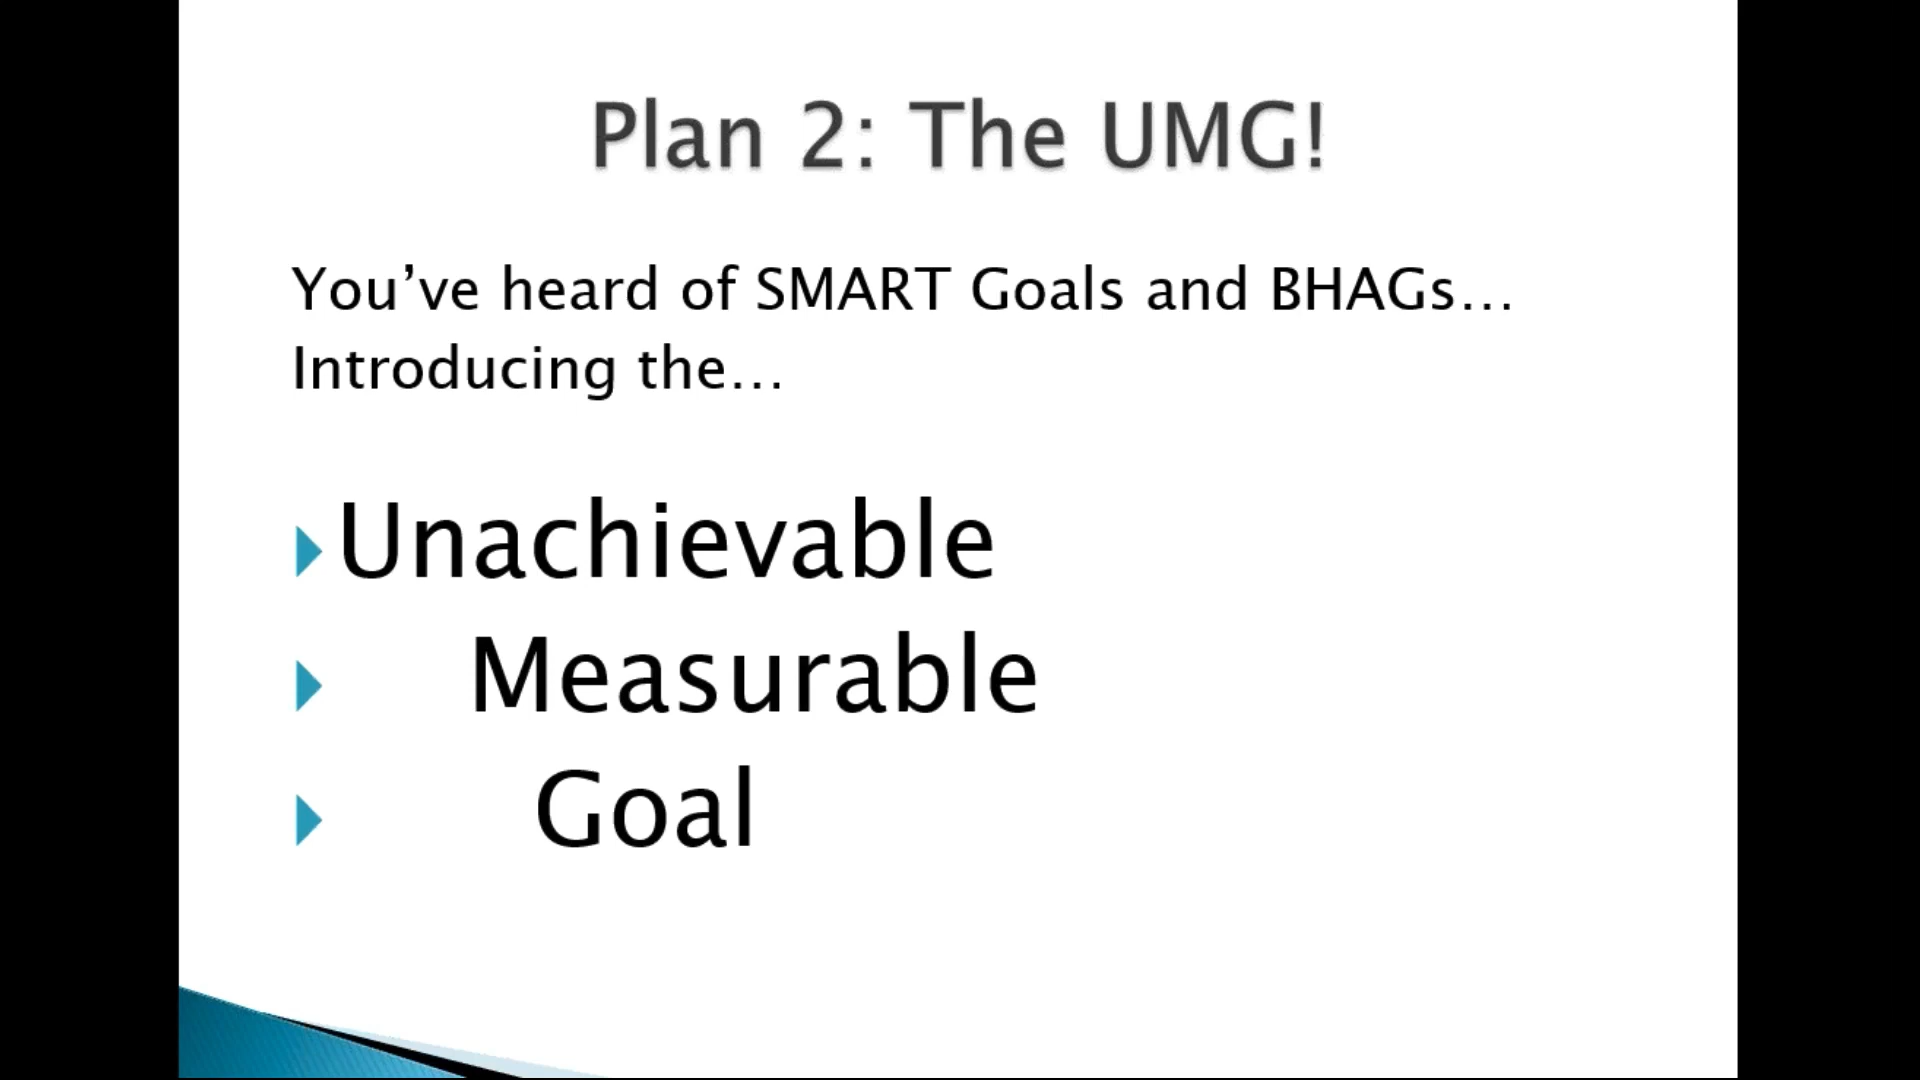 Plan 2: The UMG!
You’ve heard of SMART Goals and BHAGs…
Introducing the…
Unachievable
Measurable
Goal